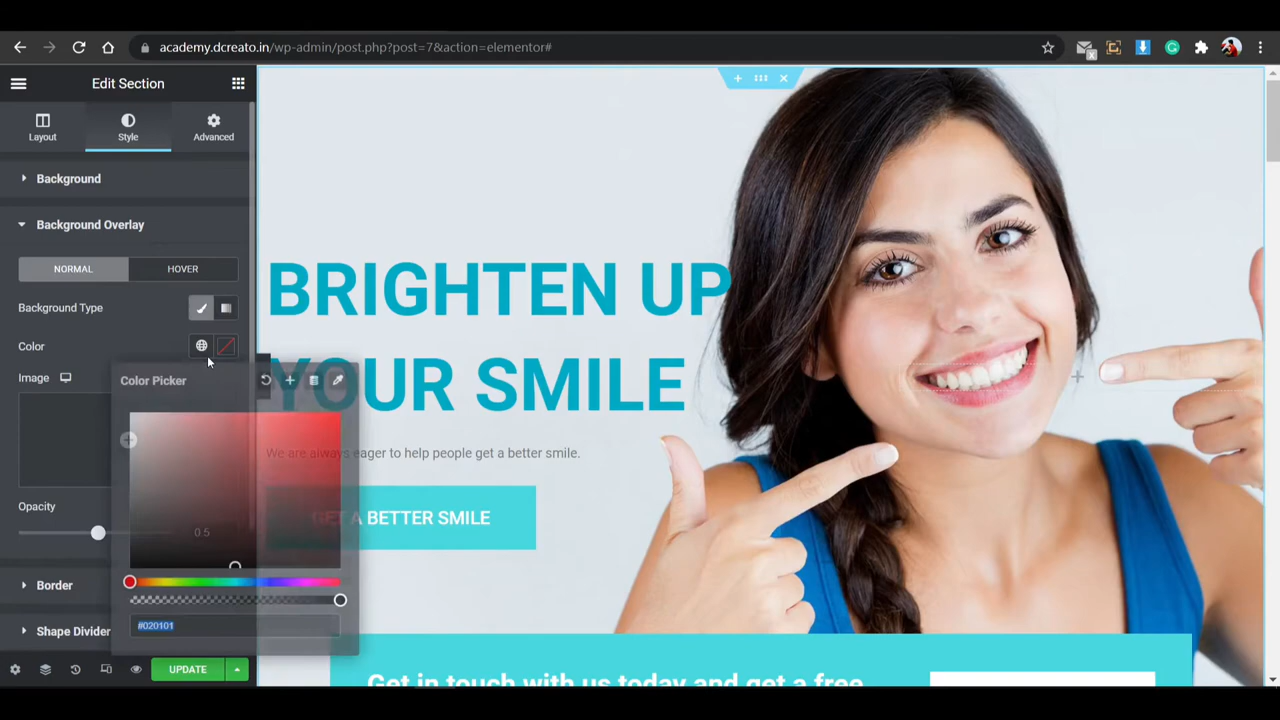 academy.dcreato.in/wp-admin/post.php?post=7&action=elementor#
Edit Section
Layout
Style
Advanced
Background
Background Overlay
NORMAL
HOVER
Background Type
Color
Image
Color Picker
Opacity
0.5
#020101
Border
Shape Divider
UPDATE
BRIGHTEN UP
YOUR SMILE
We are always eager to help people get a better smile.
GET A BETTER SMILE
Get in touch with us today and get a free